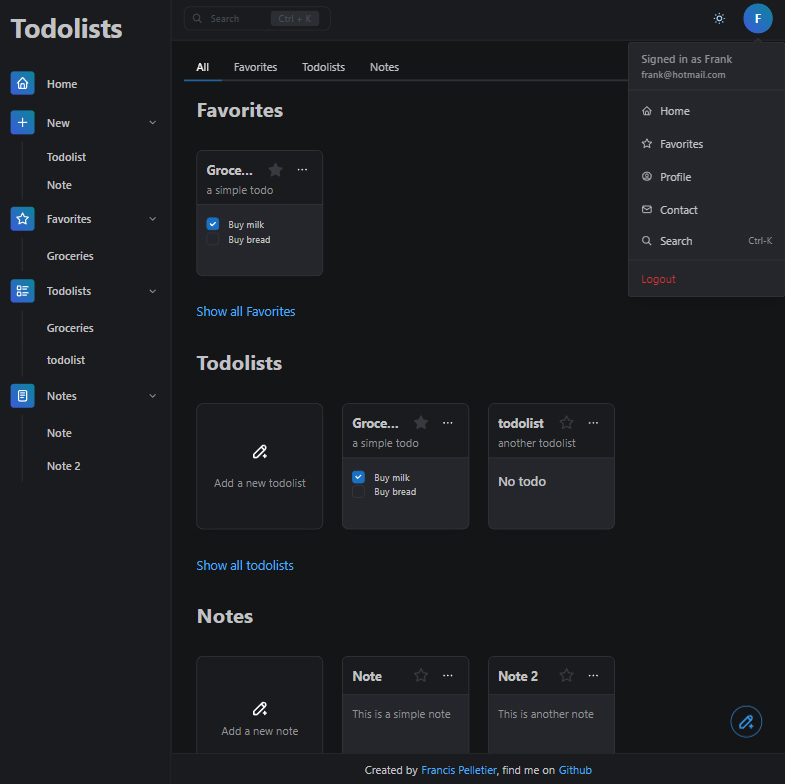 Todolists
Home
New
Todolist
Note
Favorites
Groceries
Todolists
Groceries
todolist
Notes
Note
Note 2
Search Ctrl + K
F
All Favorites Todolists Notes
Favorites
Groce... ...
a simple todo
Buy milk
Buy bread
Show all Favorites
Todolists
Add a new todolist
Groce... ...
a simple todo
Buy milk
Buy bread
todolist ...
another todolist
No todo
Show all todolists
Notes
Add a new note
Note ...
This is a simple note
Note 2 ...
This is another note
Signed in as Frank
frank@hotmail.com
Home
Favorites
Profile
Contact
Search Ctrl-K
Logout
Created by Francis Pelletier, find me on Github